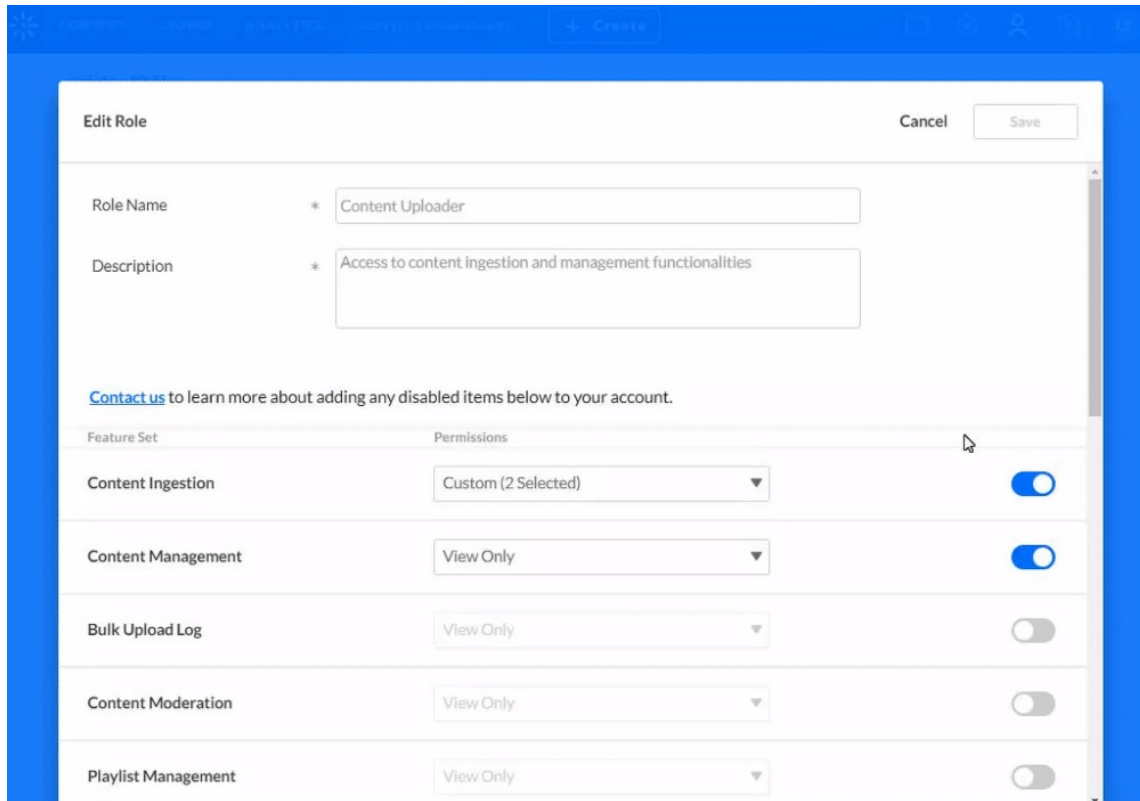 + Create
Edit Role
Cancel
Save
Role Name
*
Content Uploader
Description
*
Access to content ingestion and management functionalities
Contact us to learn more about adding any disabled items below to your account.
Feature Set
Permissions
Content Ingestion
Custom (2 Selected)
Content Management
View Only
Bulk Upload Log
View Only
Content Moderation
View Only
Playlist Management
View Only